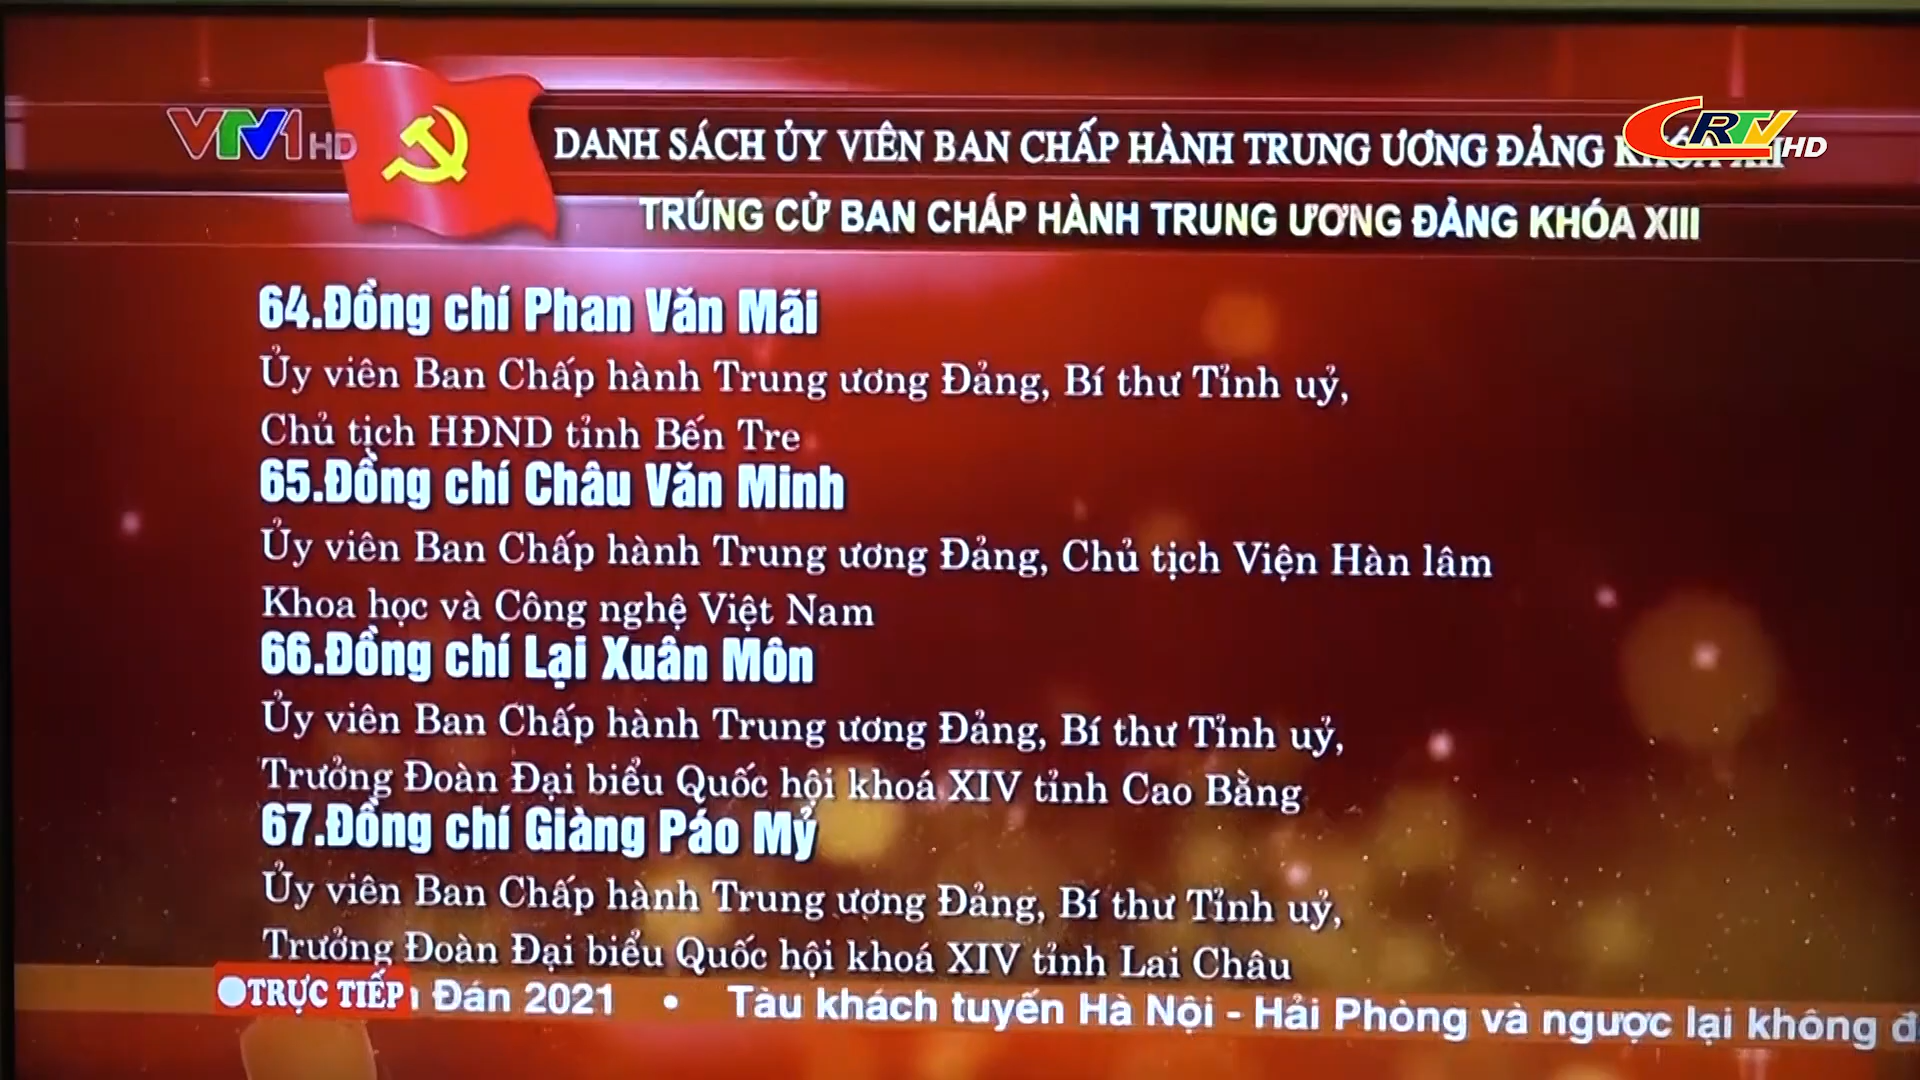 VTV1 HD
CRTV HD
DANH SÁCH ỦY VIÊN BAN CHẤP HÀNH TRUNG ƯƠNG ĐẢNG
TRÚNG CỬ BAN CHẤP HÀNH TRUNG ƯƠNG ĐẢNG KHÓA XIII
64.Đồng chí Phan Văn Mãi
Ủy viên Ban Chấp hành Trung ương Đảng, Bí thư Tỉnh uỷ,
Chủ tịch HĐND tỉnh Bến Tre
65.Đồng chí Châu Văn Minh
Ủy viên Ban Chấp hành Trung ương Đảng, Chủ tịch Viện Hàn lâm
Khoa học và Công nghệ Việt Nam
66.Đồng chí Lại Xuân Môn
Ủy viên Ban Chấp hành Trung ương Đảng, Bí thư Tỉnh uỷ,
Trưởng Đoàn Đại biểu Quốc hội khoá XIV tỉnh Cao Bằng
67.Đồng chí Giàng Páo Mỷ
Ủy viên Ban Chấp hành Trung ương Đảng, Bí thư Tỉnh uỷ,
Trưởng Đoàn Đại biểu Quốc hội khoá XIV tỉnh Lai Châu
TRỰC TIẾP Đán 2021 • Tàu khách tuyến Hà Nội - Hải Phòng và ngược lại không